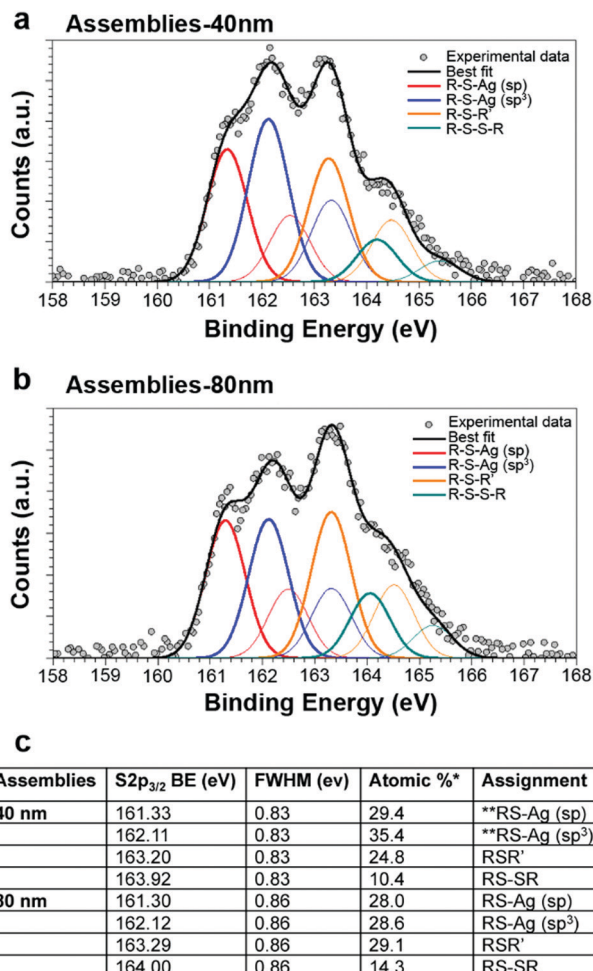 a Assemblies-40nm
Experimental data
Best fit
R-S-Ag (sp)
R-S-Ag (sp³)
R-S-R'
R-S-S-R
Counts (a.u.)
158 159 160 161 162 163 164 165 166 167 168
Binding Energy (eV)
b Assemblies-80nm
Experimental data
Best fit
R-S-Ag (sp)
R-S-Ag (sp³)
R-S-R'
R-S-S-R
Counts (a.u.)
158 159 160 161 162 163 164 165 166 167 168
Binding Energy (eV)
c
Assemblies S2p3/2 BE (eV) FWHM (ev) Atomic %* Assignment
40 nm 161.33 0.83 29.4 **RS-Ag (sp)
162.11 0.83 35.4 **RS-Ag (sp³)
163.20 0.83 24.8 RSR'
163.92 0.83 10.4 RS-SR
80 nm 161.30 0.86 28.0 RS-Ag (sp)
162.12 0.86 28.6 RS-Ag (sp³)
163.29 0.86 29.1 RSR'
164.00 0.86 14.3 RS-SR